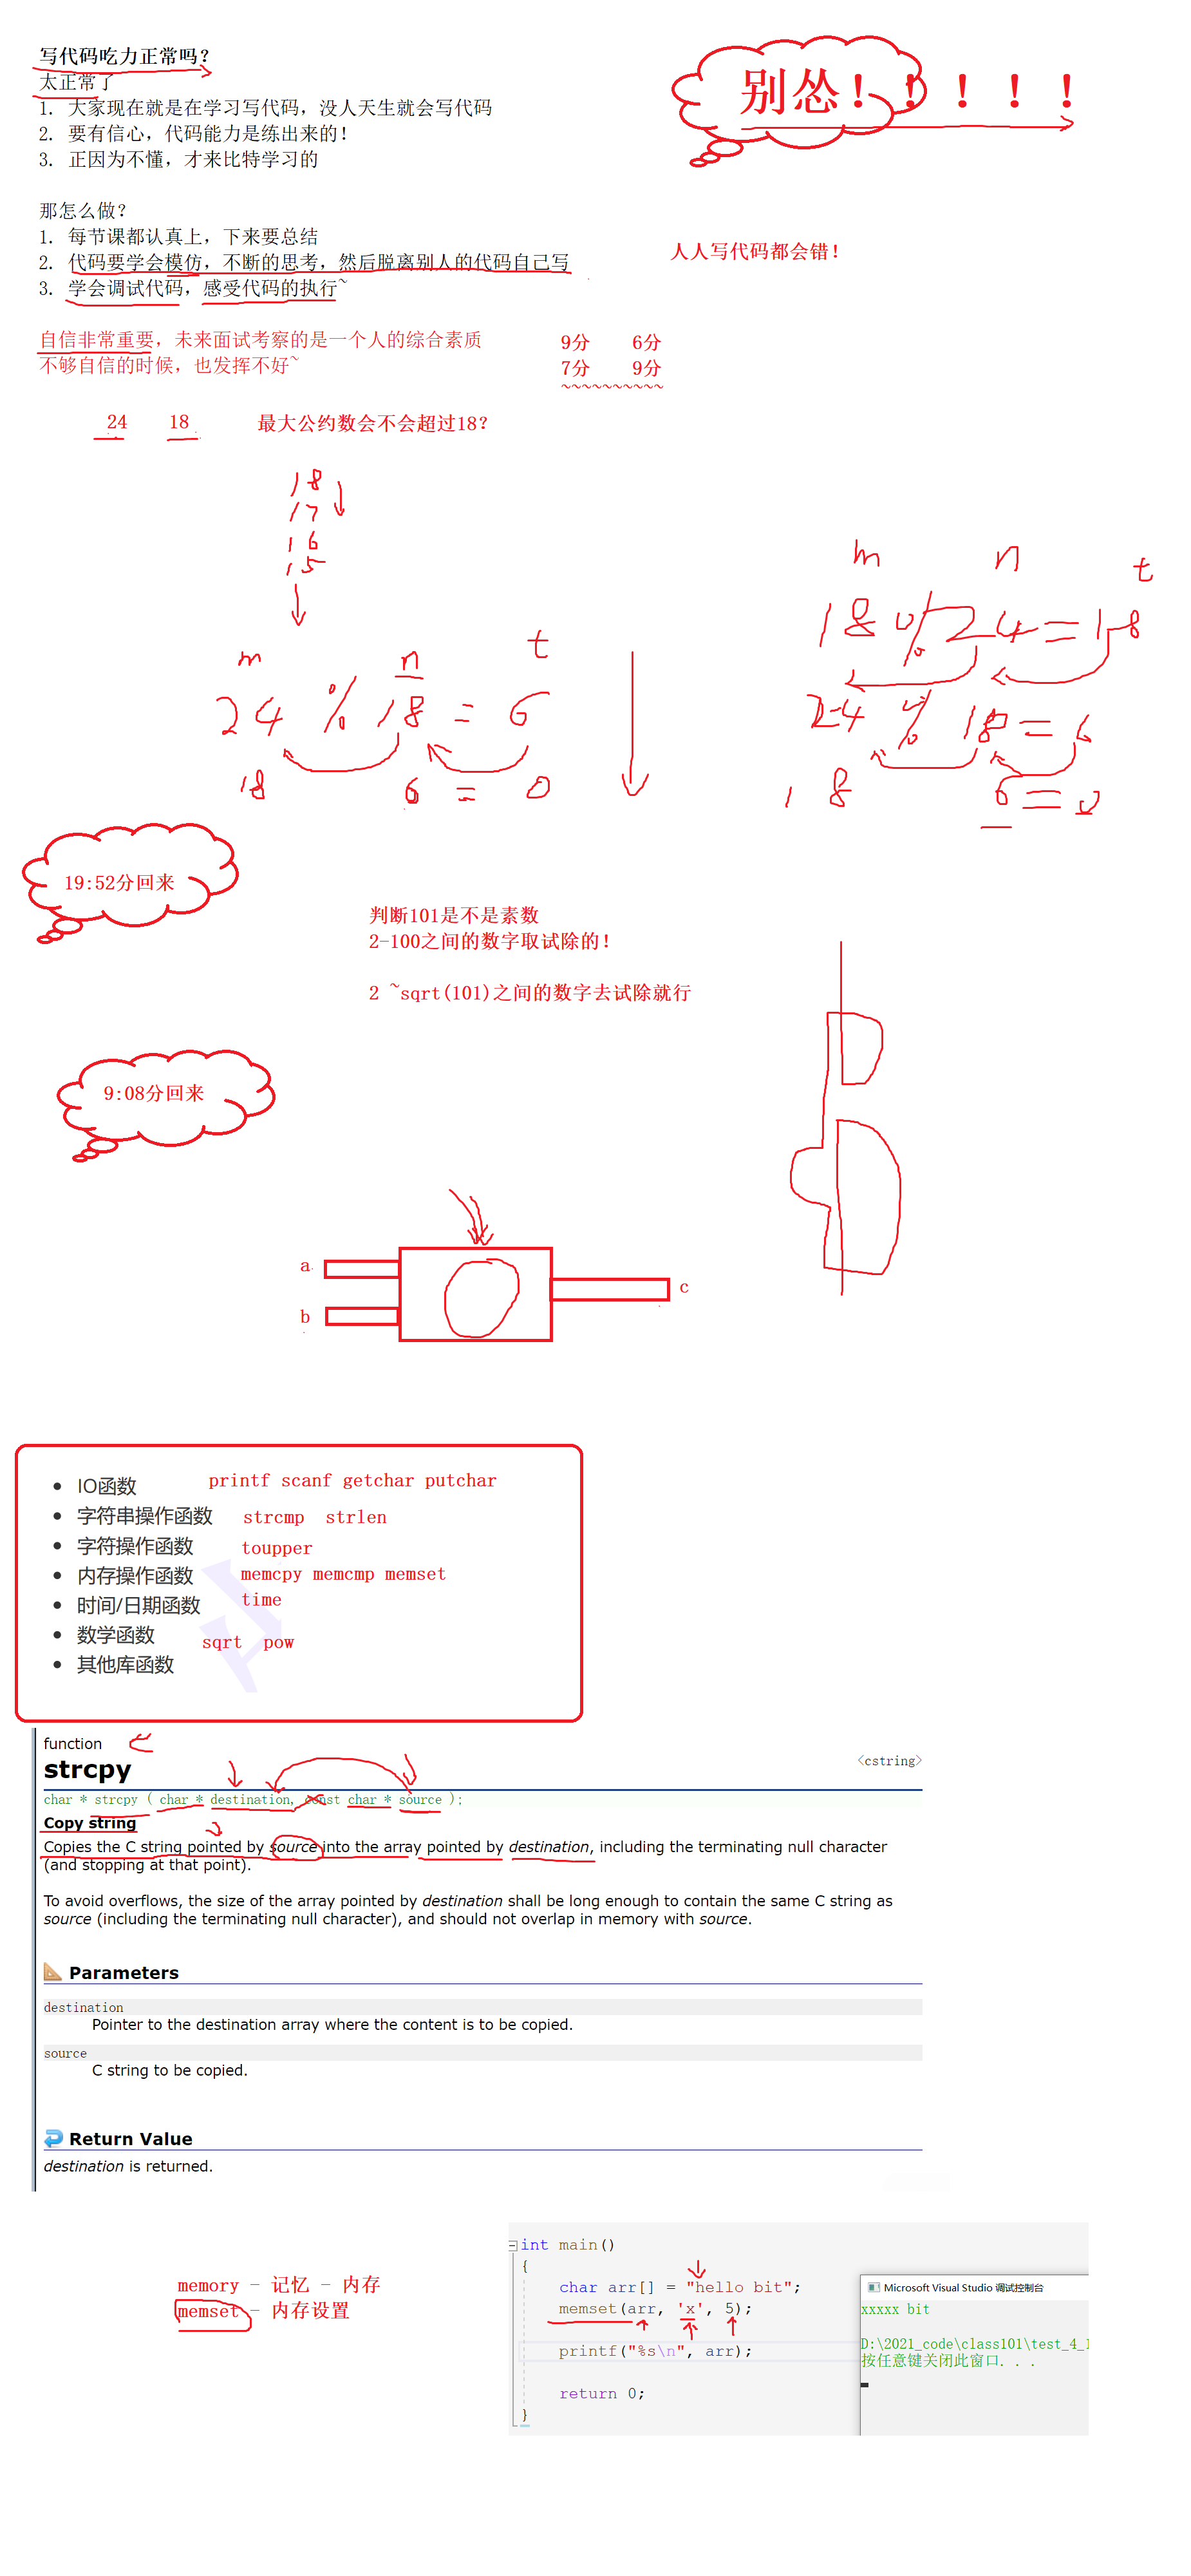 写代码吃力正常吗？
太正常了
1. 大家现在就是在学习写代码，没人天生就会写代码
2. 要有信心，代码能力是练出来的！
3. 正因为不懂，才来比特学习的
别怂！！！！！
那怎么做？
1. 每节课都认真上，下来要总结
2. 代码要学会模仿，不断的思考，然后脱离别人的代码自己写
3. 学会调试代码，感受代码的执行~
人人写代码都会错！
自信非常重要，未来面试考察的是一个人的综合素质
不够自信的时候，也发挥不好~
9分 6分
7分 9分
~~~~~~~~~~
24 18 最大公约数会不会超过18？
18
17
16
15
m n t
24 % 18 = 6
18 6 = 0
m n t
18 % 24 = 18
24 % 18 = 6
18 6 = 0
19:52分回来
判断101是不是素数
2-100之间的数字取试除的！
2 ~sqrt(101)之间的数字去试除就行
9:08分回来
a
b
c
• IO函数 printf scanf getchar putchar
• 字符串操作函数 strcmp strlen
• 字符操作函数 toupper
• 内存操作函数 memcpy memcmp memset
• 时间/日期函数 time
• 数学函数 sqrt pow
• 其他库函数
function
strcpy <cstring>
char * strcpy ( char * destination, const char * source );
Copy string
Copies the C string pointed by source into the array pointed by destination, including the terminating null character
(and stopping at that point).
To avoid overflows, the size of the array pointed by destination shall be long enough to contain the same C string as
source (including the terminating null character), and should not overlap in memory with source.
Parameters
destination
Pointer to the destination array where the content is to be copied.
source
C string to be copied.
Return Value
destination is returned.
memory - 记忆 - 内存
memset - 内存设置
int main()
{
char arr[] = "hello bit";
memset(arr, 'x', 5);
printf("%s\n", arr);
return 0;
}
Microsoft Visual Studio 调试控制台
xxxxx bit
D:\2021_code\class101\test_4_1
按任意键关闭此窗口. . .